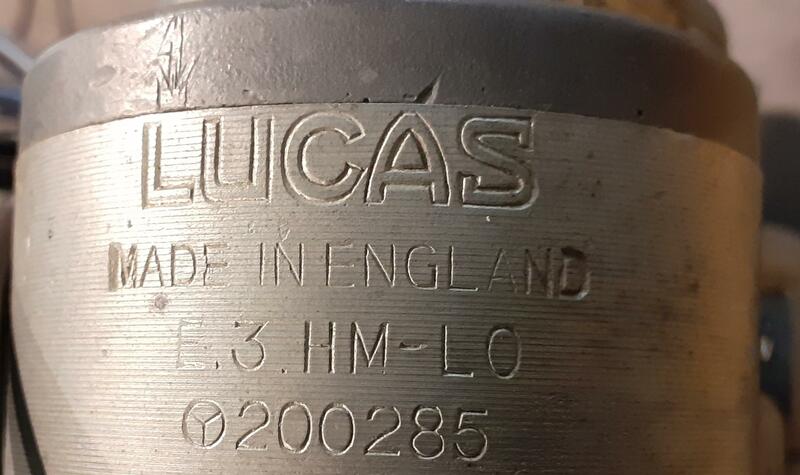 LUCAS
MADE IN ENGLAND
E.3.HM-LO
200285